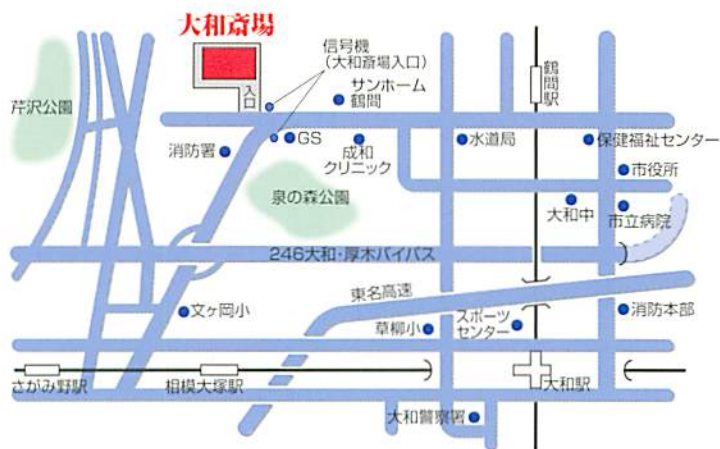 大和斎場
入口
信号機
（大和斎場入口）
サンホーム
鶴間
鶴間駅
芹沢公園
消防署
GS
成和
クリニック
水道局
保健福祉センター
市役所
泉の森公園
大和中
市立病院
246大和・厚木バイパス
東名高速
文ヶ岡小
草柳小
スポーツ
センター
消防本部
さがみ野駅
相模大塚駅
大和駅
大和警察署